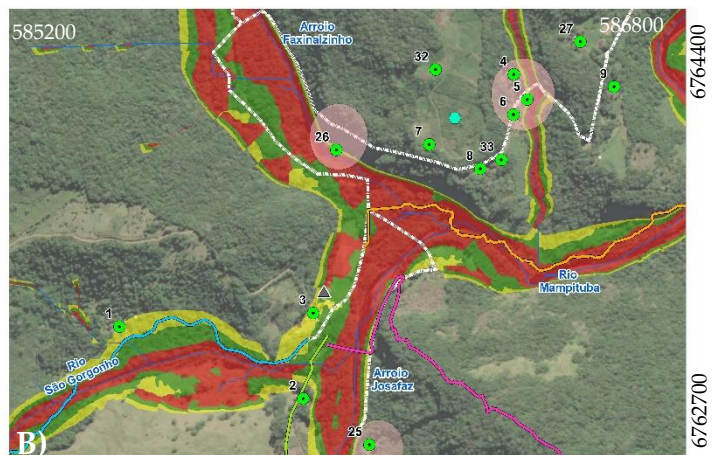 585200
586800
6764400
Arroio
Faxinalzinho
27
32
4
9
5
6
26
7
8
33
Rio
Mampituba
3
1
Rio
São Gorgonho
Arroio
Josafaz
2
25
6762700
B)